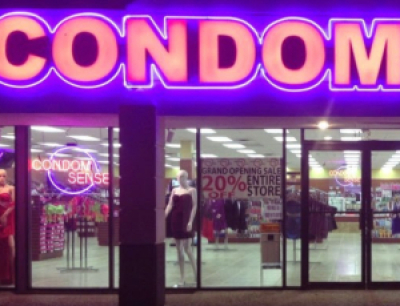 CONDOM
CONDOM
SENSE
GRAND OPENING SALE
20% ENTIRE
STORE